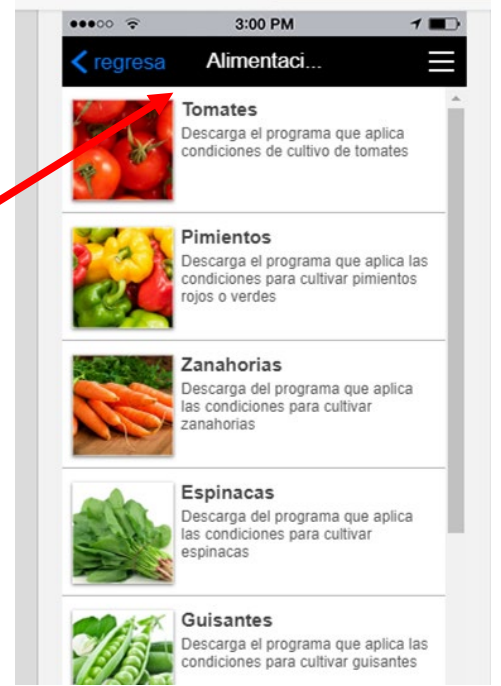 3:00 PM
regresa Alimentaci...
Tomates
Descarga el programa que aplica
condiciones de cultivo de tomates
Pimientos
Descarga el programa que aplica las
condiciones para cultivar pimientos
rojos o verdes
Zanahorias
Descarga del programa que aplica
las condiciones para cultivar
zanahorias
Espinacas
Descarga del programa que aplica
las condiciones para cultivar
espinacas
Guisantes
Descarga el programa que aplica las
condiciones para cultivar guisantes